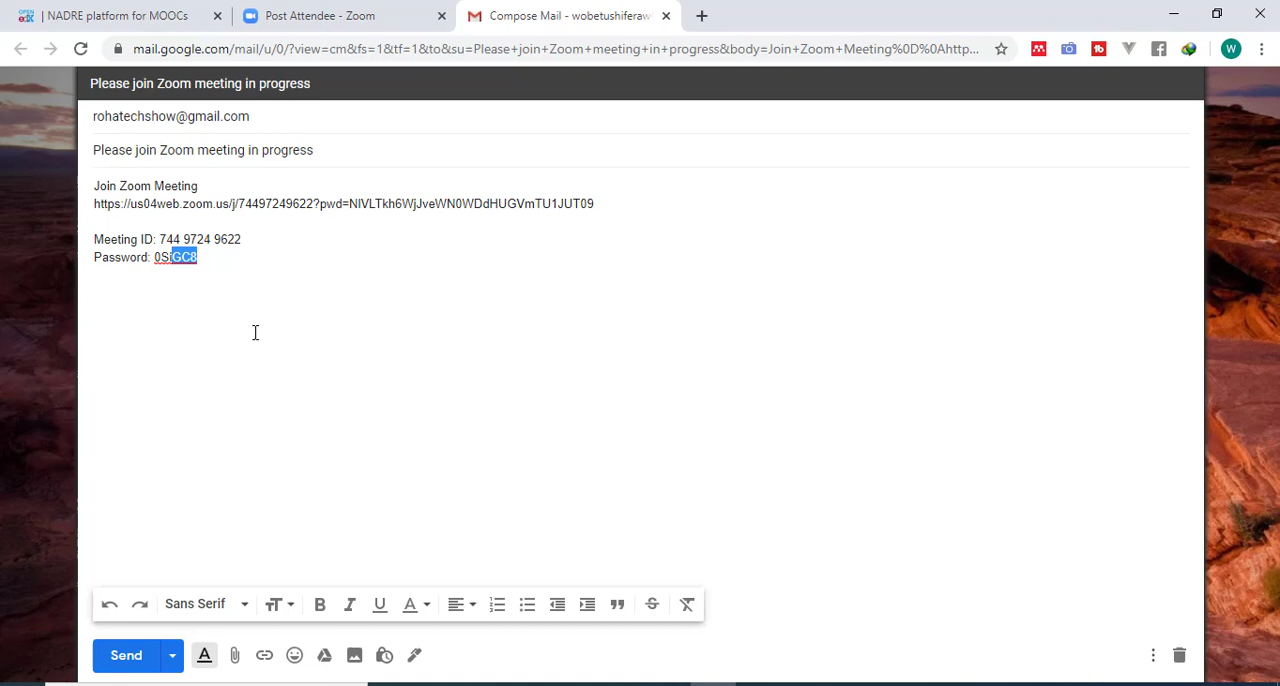 | NADRE platform for MOOCs
Post Attendee - Zoom
Compose Mail - wobetushiferaw
mail.google.com/mail/u/0/?view=cm&fs=1&tf=1&to&su=Please+join+Zoom+meeting+in+progress&body=Join+Zoom+Meeting%0D%0Ahttp...
W
Please join Zoom meeting in progress
rohatechshow@gmail.com
Please join Zoom meeting in progress
Join Zoom Meeting
https://us04web.zoom.us/j/74497249622?pwd=NlVLTkh6WjJveWN0WDdHUGVmTU1JUT09
Meeting ID: 744 9724 9622
Password: 0SiGC8
Sans Serif
Send